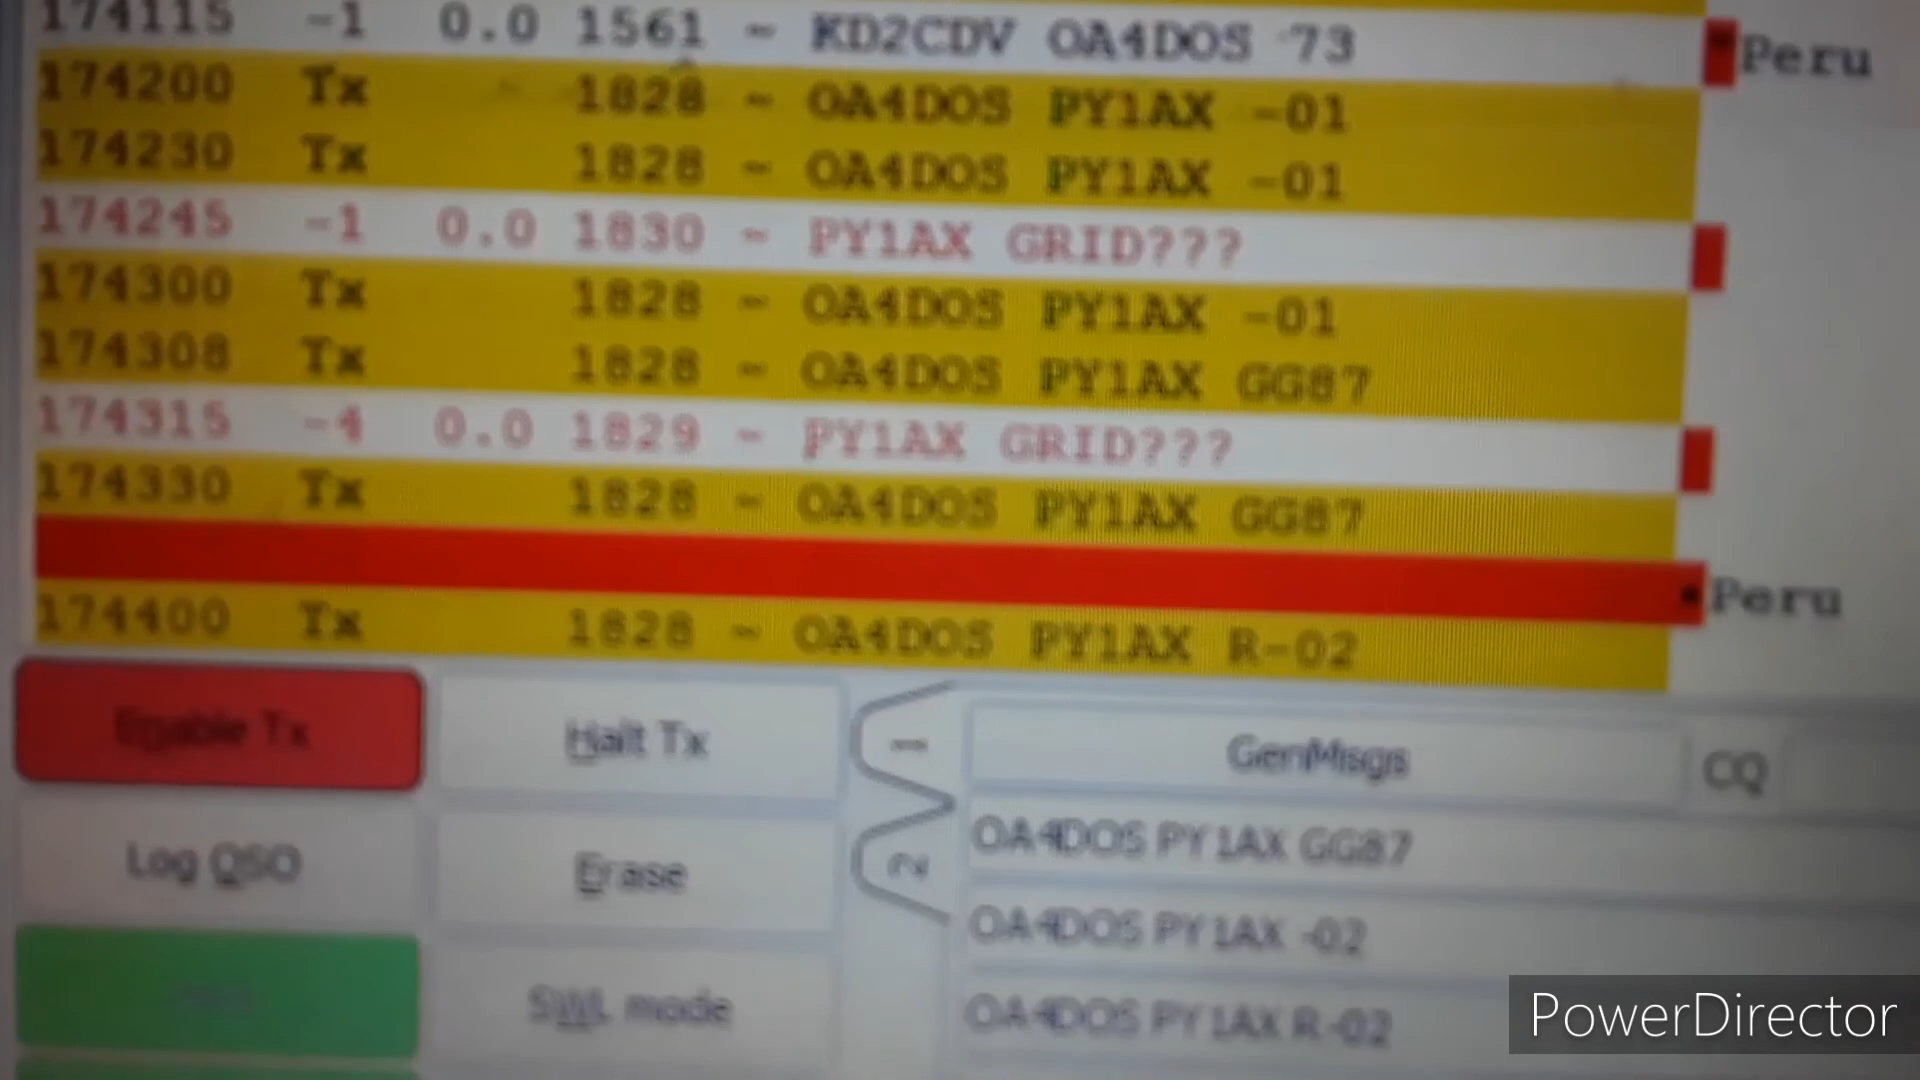 174115 -1 0.0 1561 ~ KD2CDV OA4DOS 73 *Peru
174200 Tx 1828 ~ OA4DOS PY1AX -01
174230 Tx 1828 ~ OA4DOS PY1AX -01
174245 -1 0.0 1830 ~ PY1AX GRID???
174300 Tx 1828 ~ OA4DOS PY1AX -01
174308 Tx 1828 ~ OA4DOS PY1AX GG87
174315 -4 0.0 1829 ~ PY1AX GRID???
174330 Tx 1828 ~ OA4DOS PY1AX GG87
*Peru
174400 Tx 1828 ~ OA4DOS PY1AX R-02
Enable Tx Halt Tx 1 GenMsgs CQ
OA4DOS PY1AX GG87
Log QSO Erase 2
OA4DOS PY1AX -02
SWL mode OA4DOS PY1AX R-02
PowerDirector